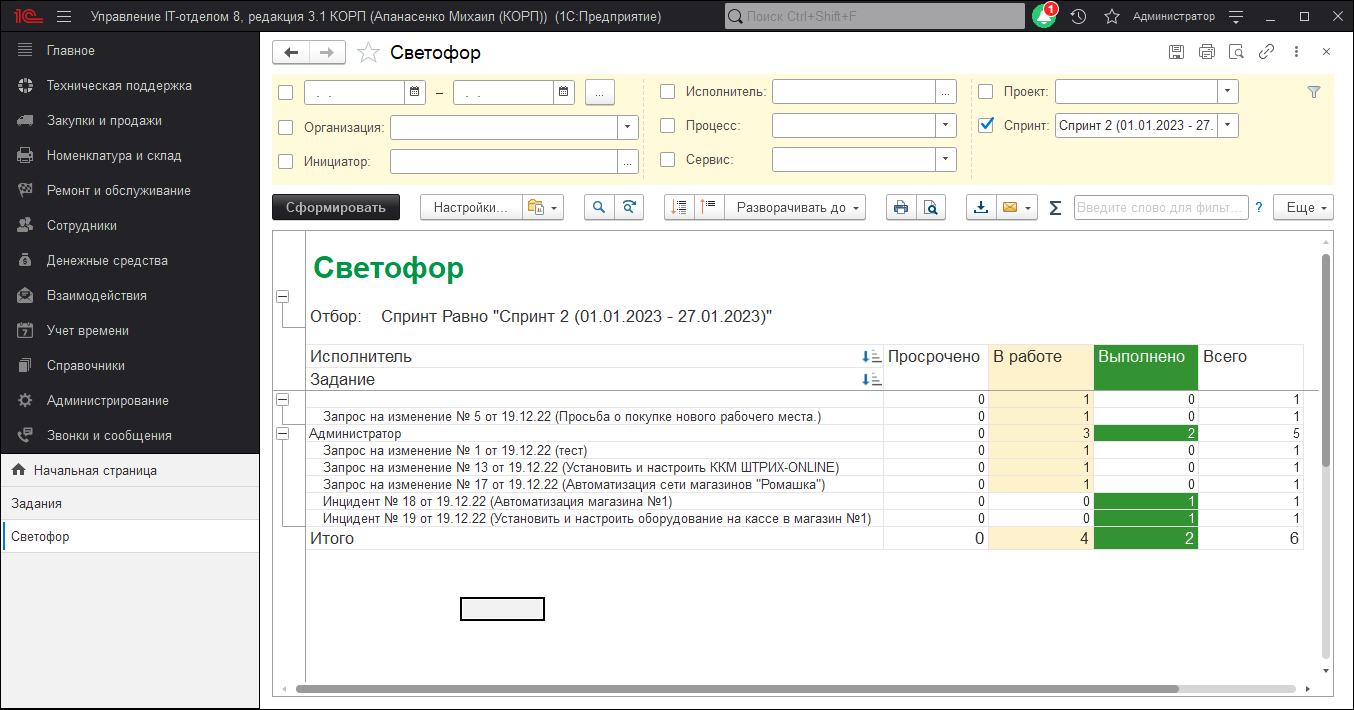 1С Управление IT-отделом 8, редакция 3.1 КОРП (Апанасенко Михаил (КОРП)) (1С:Предприятие) Поиск Ctrl+Shift+F 1 Администратор
Главное
Техническая поддержка
Закупки и продажи
Номенклатура и склад
Ремонт и обслуживание
Сотрудники
Денежные средства
Взаимодействия
Учет времени
Справочники
Администрирование
Звонки и сообщения
Начальная страница
Задания
Светофор
Светофор
. . – . . ... Исполнитель: ... Проект:
Организация: Процесс: Спринт: Спринт 2 (01.01.2023 - 27.
Инициатор: ... Сервис:
Сформировать Настройки... Разворачивать до Σ Введите слово для фильт... ? Еще
Светофор
Отбор: Спринт Равно "Спринт 2 (01.01.2023 - 27.01.2023)"
Исполнитель Просрочено В работе Выполнено Всего
Задание
0 1 0 1
Запрос на изменение № 5 от 19.12.22 (Просьба о покупке нового рабочего места.) 0 1 0 1
Администратор 0 3 2 5
Запрос на изменение № 1 от 19.12.22 (тест) 0 1 0 1
Запрос на изменение № 13 от 19.12.22 (Установить и настроить ККМ ШТРИХ-ONLINE) 0 1 0 1
Запрос на изменение № 17 от 19.12.22 (Автоматизация сети магазинов "Ромашка") 0 1 0 1
Инцидент № 18 от 19.12.22 (Автоматизация магазина №1) 0 0 1 1
Инцидент № 19 от 19.12.22 (Установить и настроить оборудование на кассе в магазин №1) 0 0 1 1
Итого 0 4 2 6